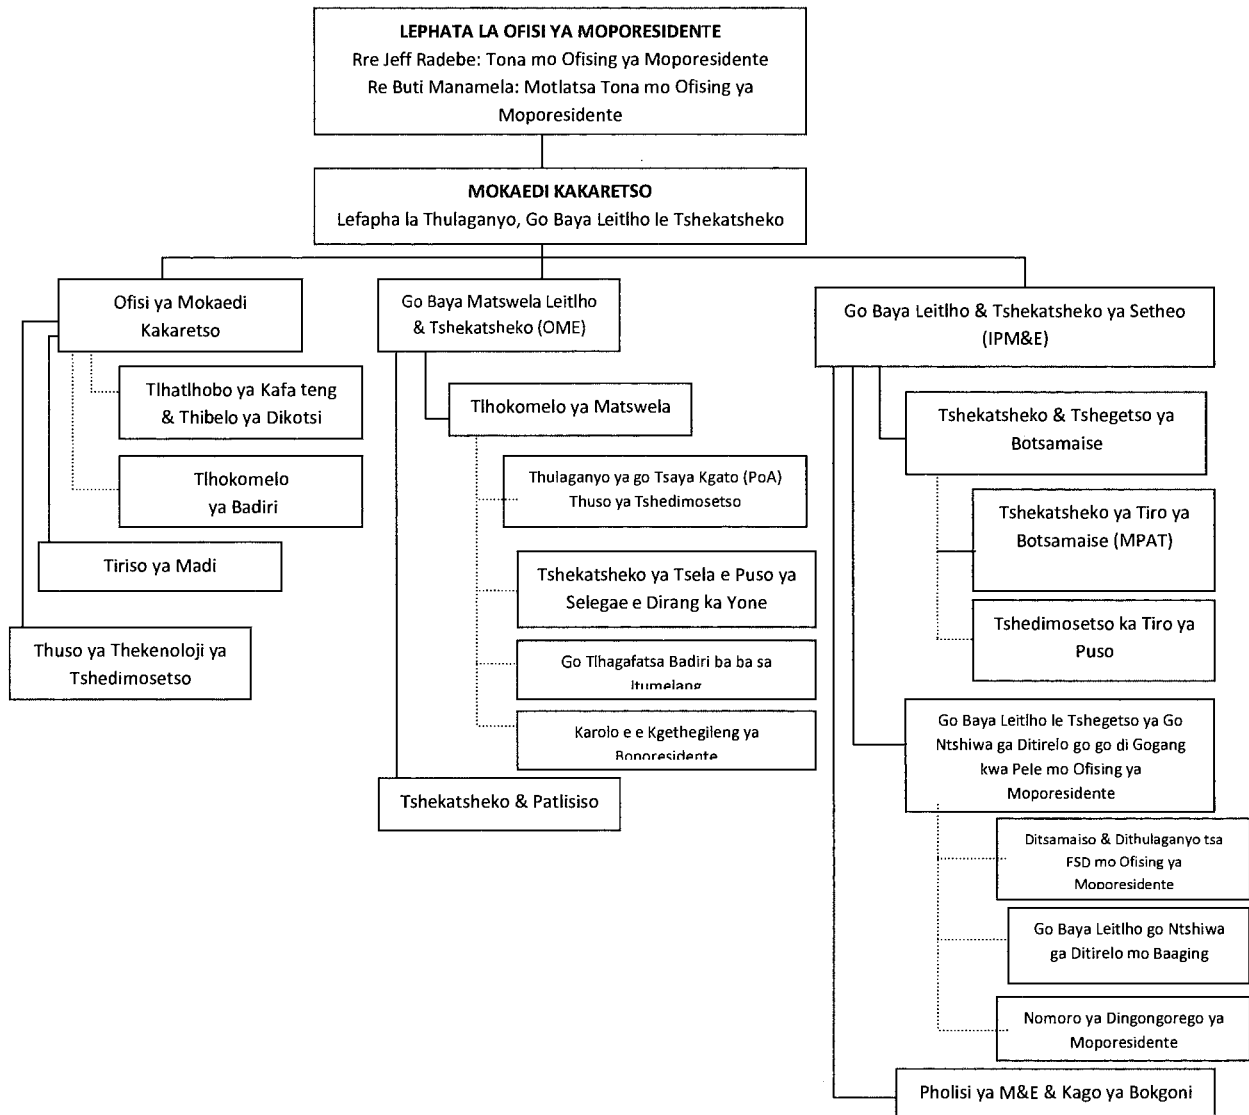 LEPHATA LA OFISI YA MOPORESIDENTE
Rre Jeff Radebe: Tona mo Ofising ya Moporesidente
Re Buti Manamela: Motlatsa Tona mo Ofising ya
Moporesidente
MOKAEDI KAKARETSO
Lefapha la Thulaganyo, Go Baya Leitlho le Tshekatsheko
Ofisi ya Mokaedi
Kakaretso
Tlhatlhobo ya Kafa teng
& Thibelo ya Dikotsi
Tlhokomelo
ya Badiri
Tiriso ya Madi
Thuso ya Thekenoloji ya
Tshedimosetso
Go Baya Matswela Leitlho
& Tshekatsheko (OME)
Tlhokomelo ya Matswela
Thulaganyo ya go Tsaya Kgato (PoA)
Thuso ya Tshedimosetso
Tshekatsheko ya Tsela e Puso ya
Selegae e Dirang ka Yone
Go Tlhagafatsa Badiri ba ba sa
Itumelang
Karolo e e Kgethegileng ya
Boporesidente
Tshekatsheko & Patlisiso
Go Baya Leitlho & Tshekatsheko ya Setheo
(IPM&E)
Tshekatsheko & Tshegetso ya
Botsamaise
Tshekatsheko ya Tiro ya
Botsamaise (MPAT)
Tshedimosetso ka Tiro ya
Puso
Go Baya Leitlho le Tshegetso ya Go
Ntshiwa ga Ditirelo go go di Gogang
kwa Pele mo Ofising ya
Moporesidente
Ditsamaiso & Dithulaganyo tsa
FSD mo Ofising ya
Moporesidente
Go Baya Leitlho go Ntshiwa
ga Ditirelo mo Baaging
Nomoro ya Dingongorego ya
Moporesidente
Pholisi ya M&E & Kago ya Bokgoni